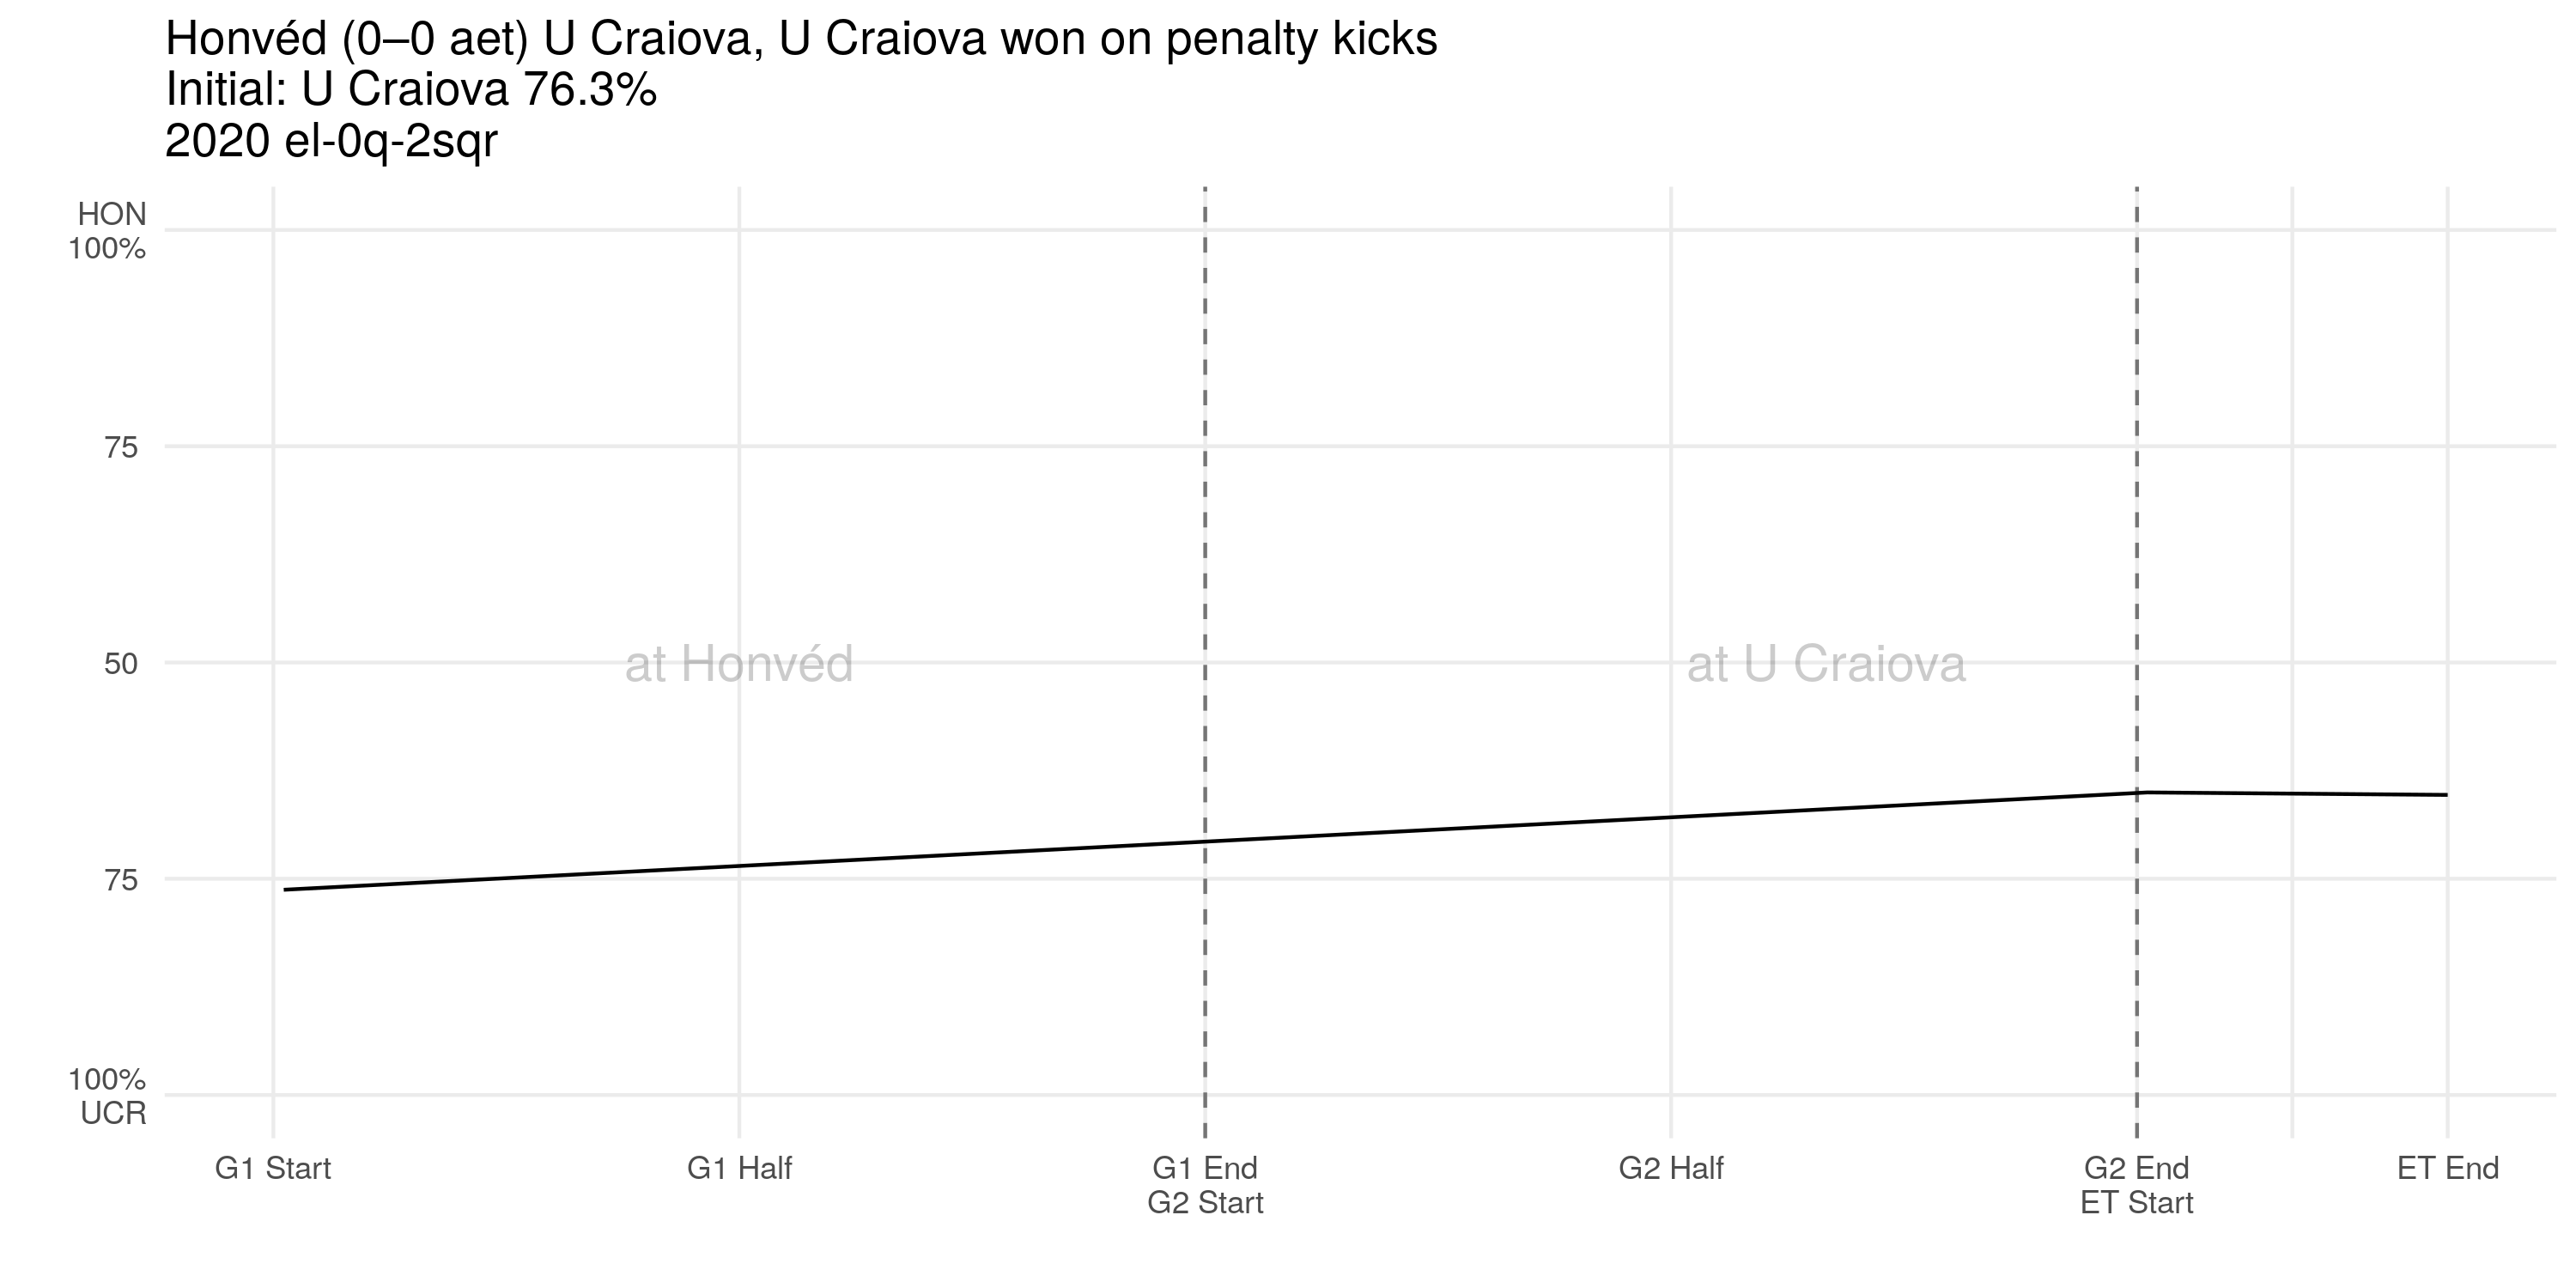 Honvéd (0–0 aet) U Craiova, U Craiova won on penalty kicks
Initial: U Craiova 76.3%
2020 el-0q-2sqr
HON
100%
75
50
75
100%
UCR
at Honvéd
at U Craiova
G1 Start
G1 Half
G1 End
G2 Start
G2 Half
G2 End
ET Start
ET End